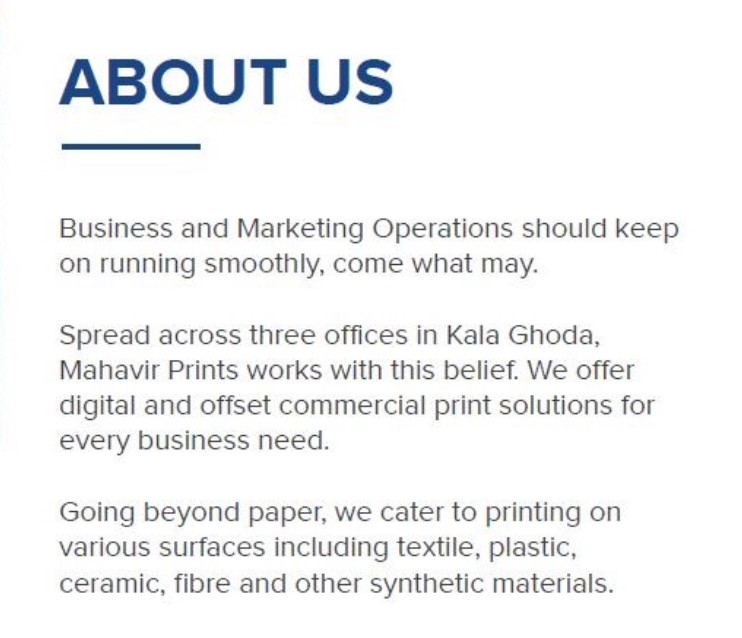 ABOUT US
Business and Marketing Operations should keep
on running smoothly, come what may.
Spread across three offices in Kala Ghoda,
Mahavir Prints works with this belief. We offer
digital and offset commercial print solutions for
every business need.
Going beyond paper, we cater to printing on
various surfaces including textile, plastic,
ceramic, fibre and other synthetic materials.